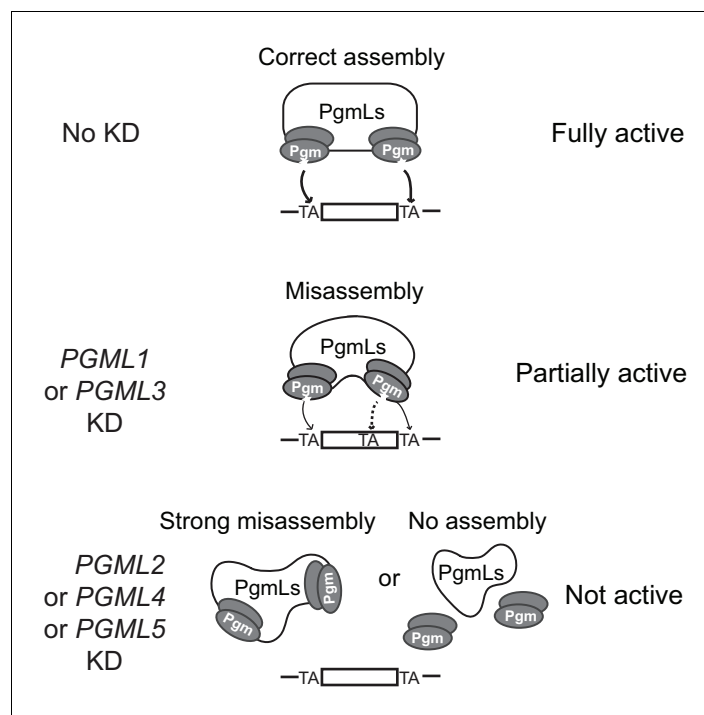 Correct assembly
No KD
PgmLs
Pgm
Pgm
Fully active
TA
TA
Misassembly
PGML1
or PGML3
KD
PgmLs
Pgm
Pgm
Partially active
TA
TA
TA
Strong misassembly
No assembly
PGML2
or PGML4
or PGML5
KD
PgmLs
Pgm
Pgm
or
PgmLs
Pgm
Pgm
Not active
TA
TA